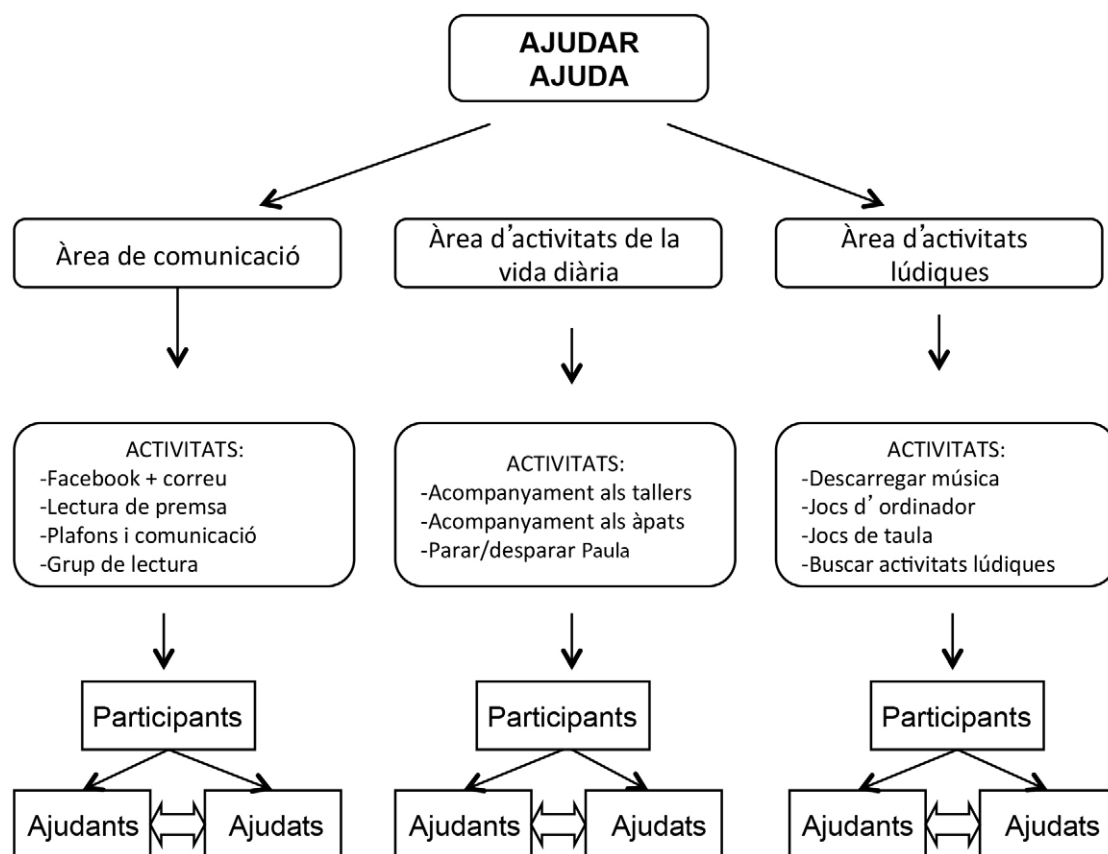 AJUDAR
AJUDA
Àrea de comunicació
Àrea d'activitats de la
vida diària
Àrea d'activitats
lúdiques
ACTIVITATS:
-Facebook + correu
-Lectura de premsa
-Plafons i comunicació
-Grup de lectura
ACTIVITATS:
-Acompanyament als tallers
-Acompanyament als àpats
-Parar/desparar Paula
ACTIVITATS:
-Descarregar música
-Jocs d' ordinador
-Jocs de taula
-Buscar activitats lúdiques
Participants
Participants
Participants
Ajudants
Ajudats
Ajudants
Ajudats
Ajudants
Ajudats